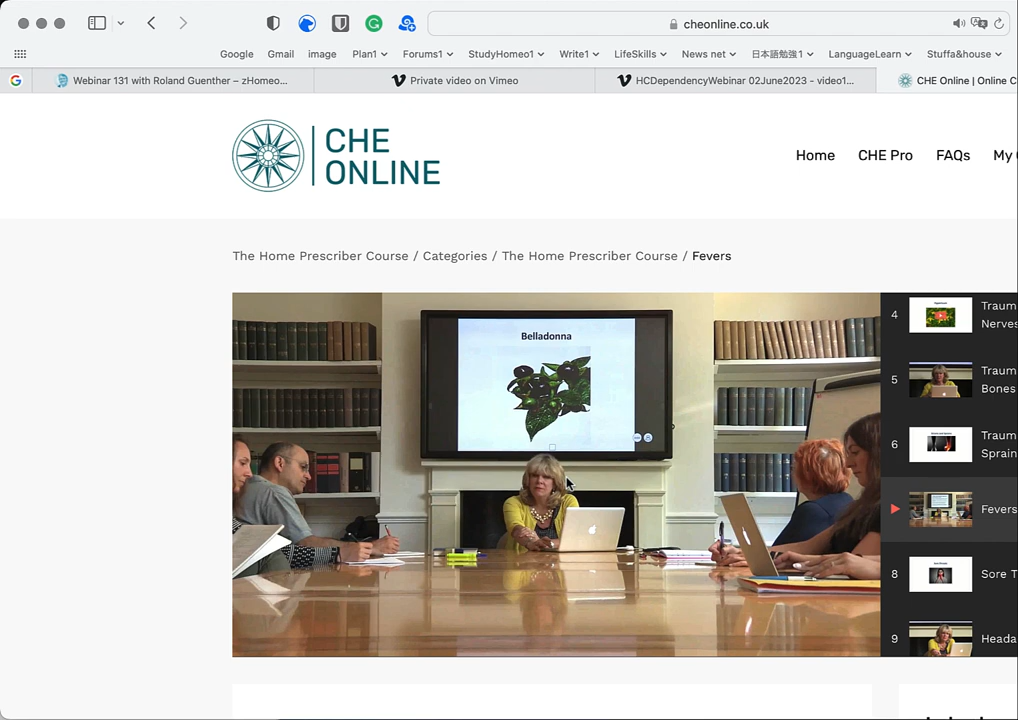 cheonline.co.uk
Google Gmail image Plan1 Forums1 StudyHomeo1 Write1 LifeSkills News net 日本語勉強1 LanguageLearn Stuffa&house
Webinar 131 with Roland Guenther – zHomeo... Private video on Vimeo HCDependencyWebinar 02June2023 - video1... CHE Online | Online C
CHE
ONLINE
Home CHE Pro FAQs My
The Home Prescriber Course / Categories / The Home Prescriber Course / Fevers
Belladonna
4 Traum
Nerves
5 Traum
Bones
6 Traum
Sprain
Fevers
8 Sore T
9 Heada